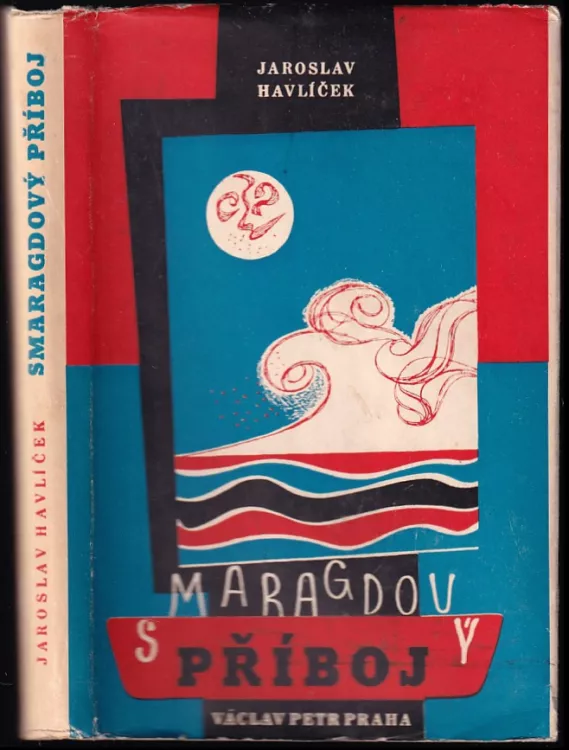 JAROSLAV HAVLÍČEK SMARAGDOVÝ PŘÍBOJ
JAROSLAV
HAVLÍČEK
SMARAGDOVÝ
PŘÍBOJ
VÁCLAV PETR PRAHA